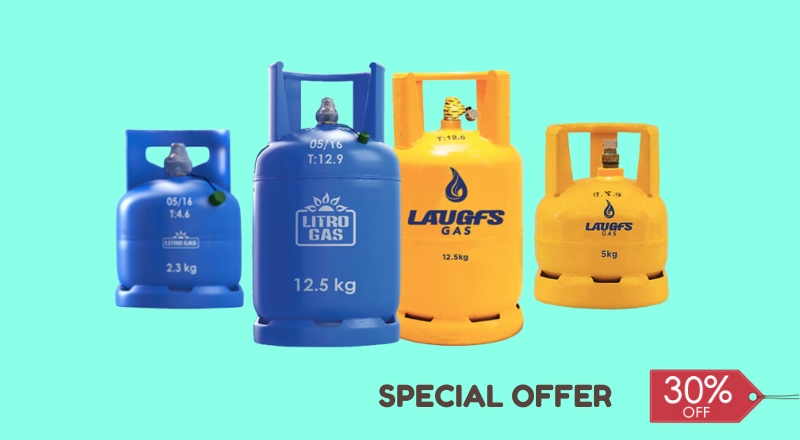 05/16
T:4.6
LITRO GAS
2.3 kg
05/16
T:12.9
LITRO
GAS
12.5 kg
T:12.6
LAUGFS
GAS
12.5kg
LAUGFS
GAS
5kg
SPECIAL OFFER
30%
OFF